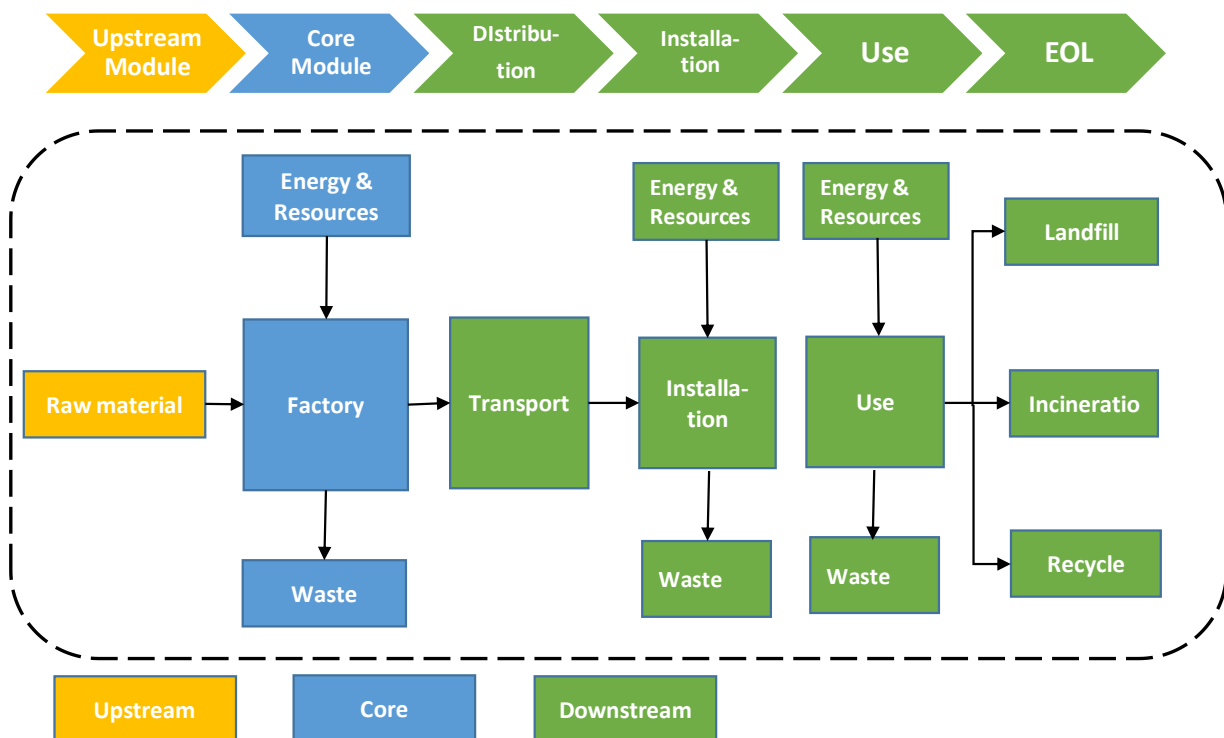 Upstream
Module
Core
Module
DIstribu-
tion
Installa-
tion
Use
EOL
Energy &
Resources
Energy &
Resources
Energy &
Resources
Landfill
Raw material
Factory
Transport
Installa-
tion
Use
Incineratio
Waste
Waste
Waste
Recycle
Upstream
Core
Downstream